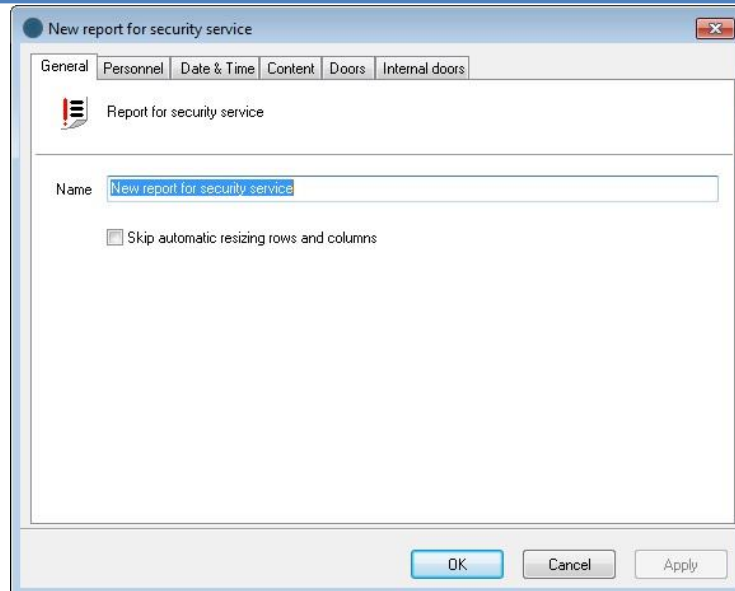 New report for security service
General Personnel Date & Time Content Doors Internal doors
Report for security service
Name New report for security service
Skip automatic resizing rows and columns
OK Cancel Apply